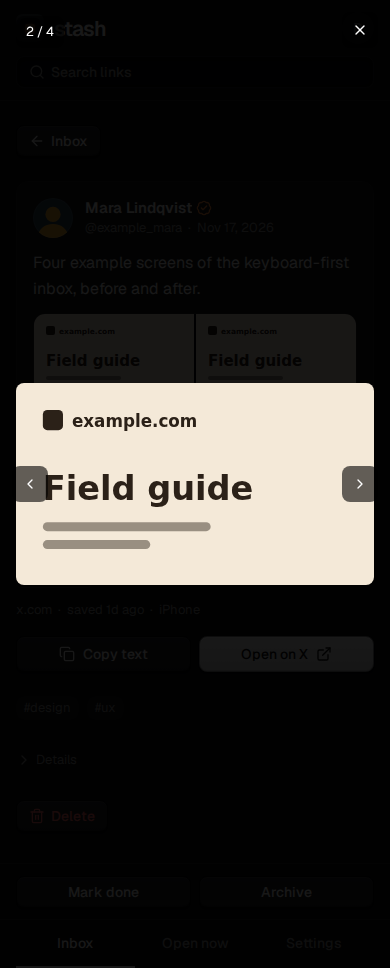 2 / 4
stash
Search links
Inbox
Mara Lindqvist
@example_mara · Nov 17, 2026
Four example screens of the keyboard-first
inbox, before and after.
example.com
example.com
Field guide
Field guide
example.com
Field guide
x.com · saved 1d ago · iPhone
Copy text
Open on X
#design
#ux
Details
Delete
Mark done
Archive
Inbox
Open now
Settings